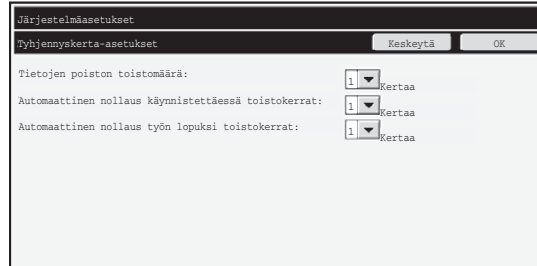 Järjestelmäasetukset
Tyhjennyskerta-asetukset Keskeytä OK
Tietojen poiston toistomäärä: 1 Kertaa
Automaattinen nollaus käynnistettäessä toistokerrat: 1 Kertaa
Automaattinen nollaus työn lopuksi toistokerrat: 1 Kertaa